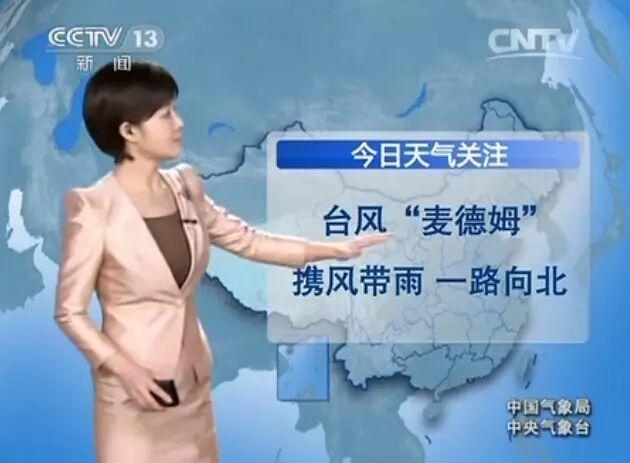 CCTV 13
新闻
CNTV
今日天气关注
台风“麦德姆”
携风带雨 一路向北
中国气象局
中央气象台